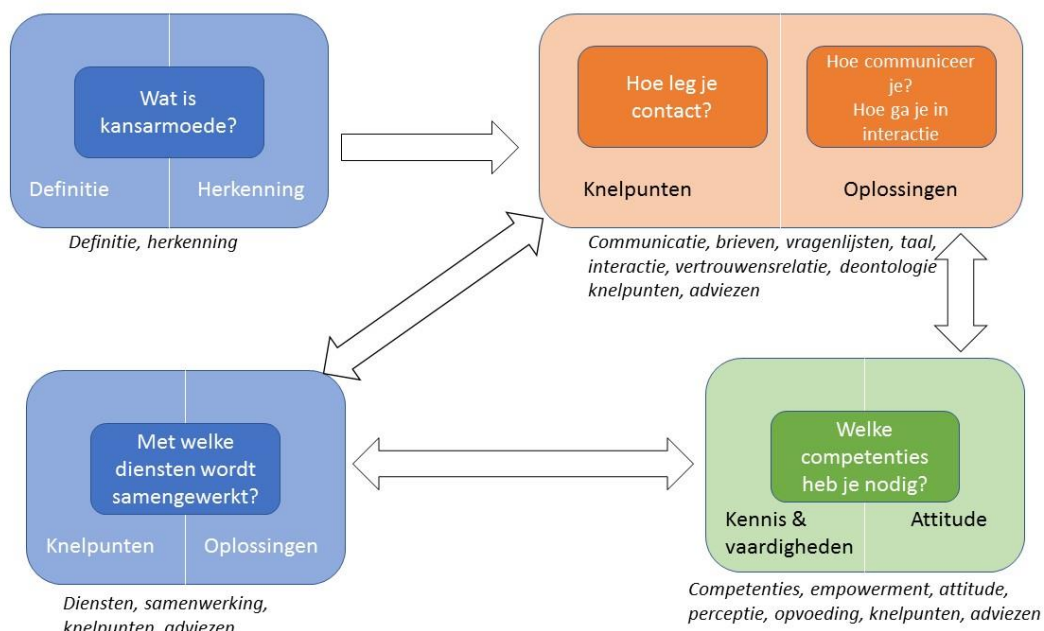 Wat is
kansarmoede?
Definitie
Herkenning
Definitie, herkenning
Hoe leg je
contact?
Hoe communiceer
je?
Hoe ga je in
interactie
Knelpunten
Oplossingen
Communicatie, brieven, vragenlijsten, taal,
interactie, vertrouwensrelatie, deontologie
knelpunten, adviezen
Met welke
diensten wordt
samengewerkt?
Knelpunten
Oplossingen
Diensten, samenwerking,
knelpunten, adviezen
Welke
competenties
heb je nodig?
Kennis &
vaardigheden
Attitude
Competenties, empowerment, attitude,
perceptie, opvoeding, knelpunten, adviezen